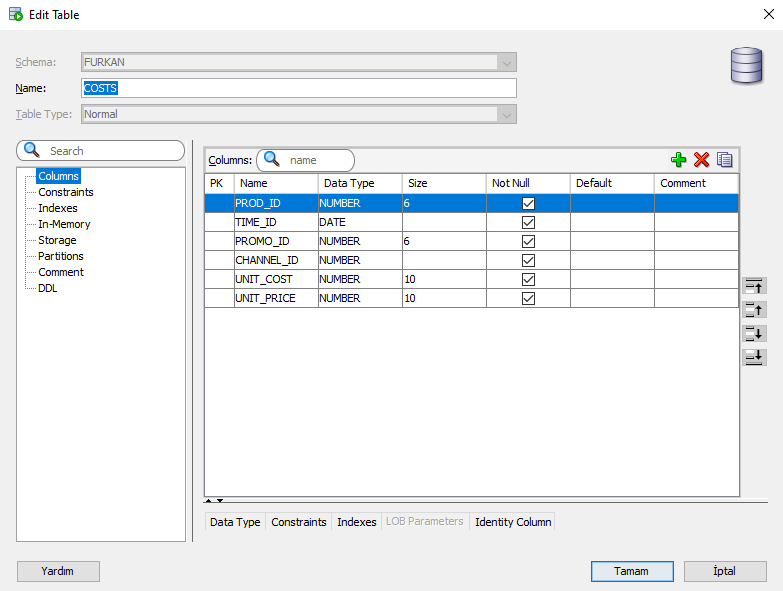 Edit Table
Schema: FURKAN
Name: COSTS
Table Type: Normal
Search
Columns
Constraints
Indexes
In-Memory
Storage
Partitions
Comment
DDL
Columns: name
PK Name Data Type Size Not Null Default Comment
PROD_ID NUMBER 6
TIME_ID DATE
PROMO_ID NUMBER 6
CHANNEL_ID NUMBER
UNIT_COST NUMBER 10
UNIT_PRICE NUMBER 10
Data Type Constraints Indexes LOB Parameters Identity Column
Yardım Tamam İptal